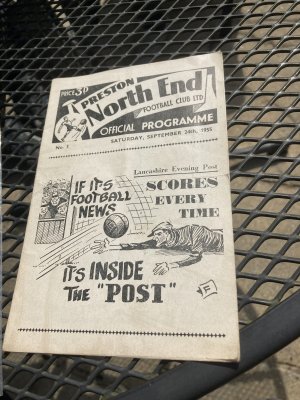 PRICE 3D
PRESTON
North End
FOOTBALL CLUB LTD
OFFICIAL PROGRAMME
SATURDAY, SEPTEMBER 24th, 1955
No.
Lancashire Evening Post
IF IT'S
FOOTBALL
NEWS
SCORES
EVERY
TIME
IT'S INSIDE
THE "POST"